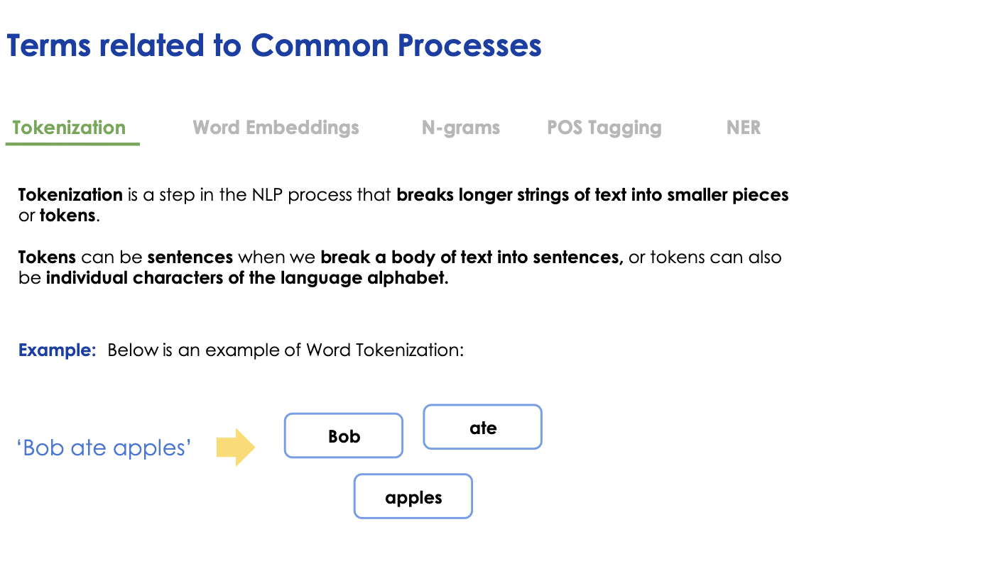 Terms related to Common Processes
Tokenization Word Embeddings N-grams POS Tagging NER
Tokenization is a step in the NLP process that breaks longer strings of text into smaller pieces
or tokens.
Tokens can be sentences when we break a body of text into sentences, or tokens can also
be individual characters of the language alphabet.
Example: Below is an example of Word Tokenization:
‘Bob ate apples’
Bob
ate
apples